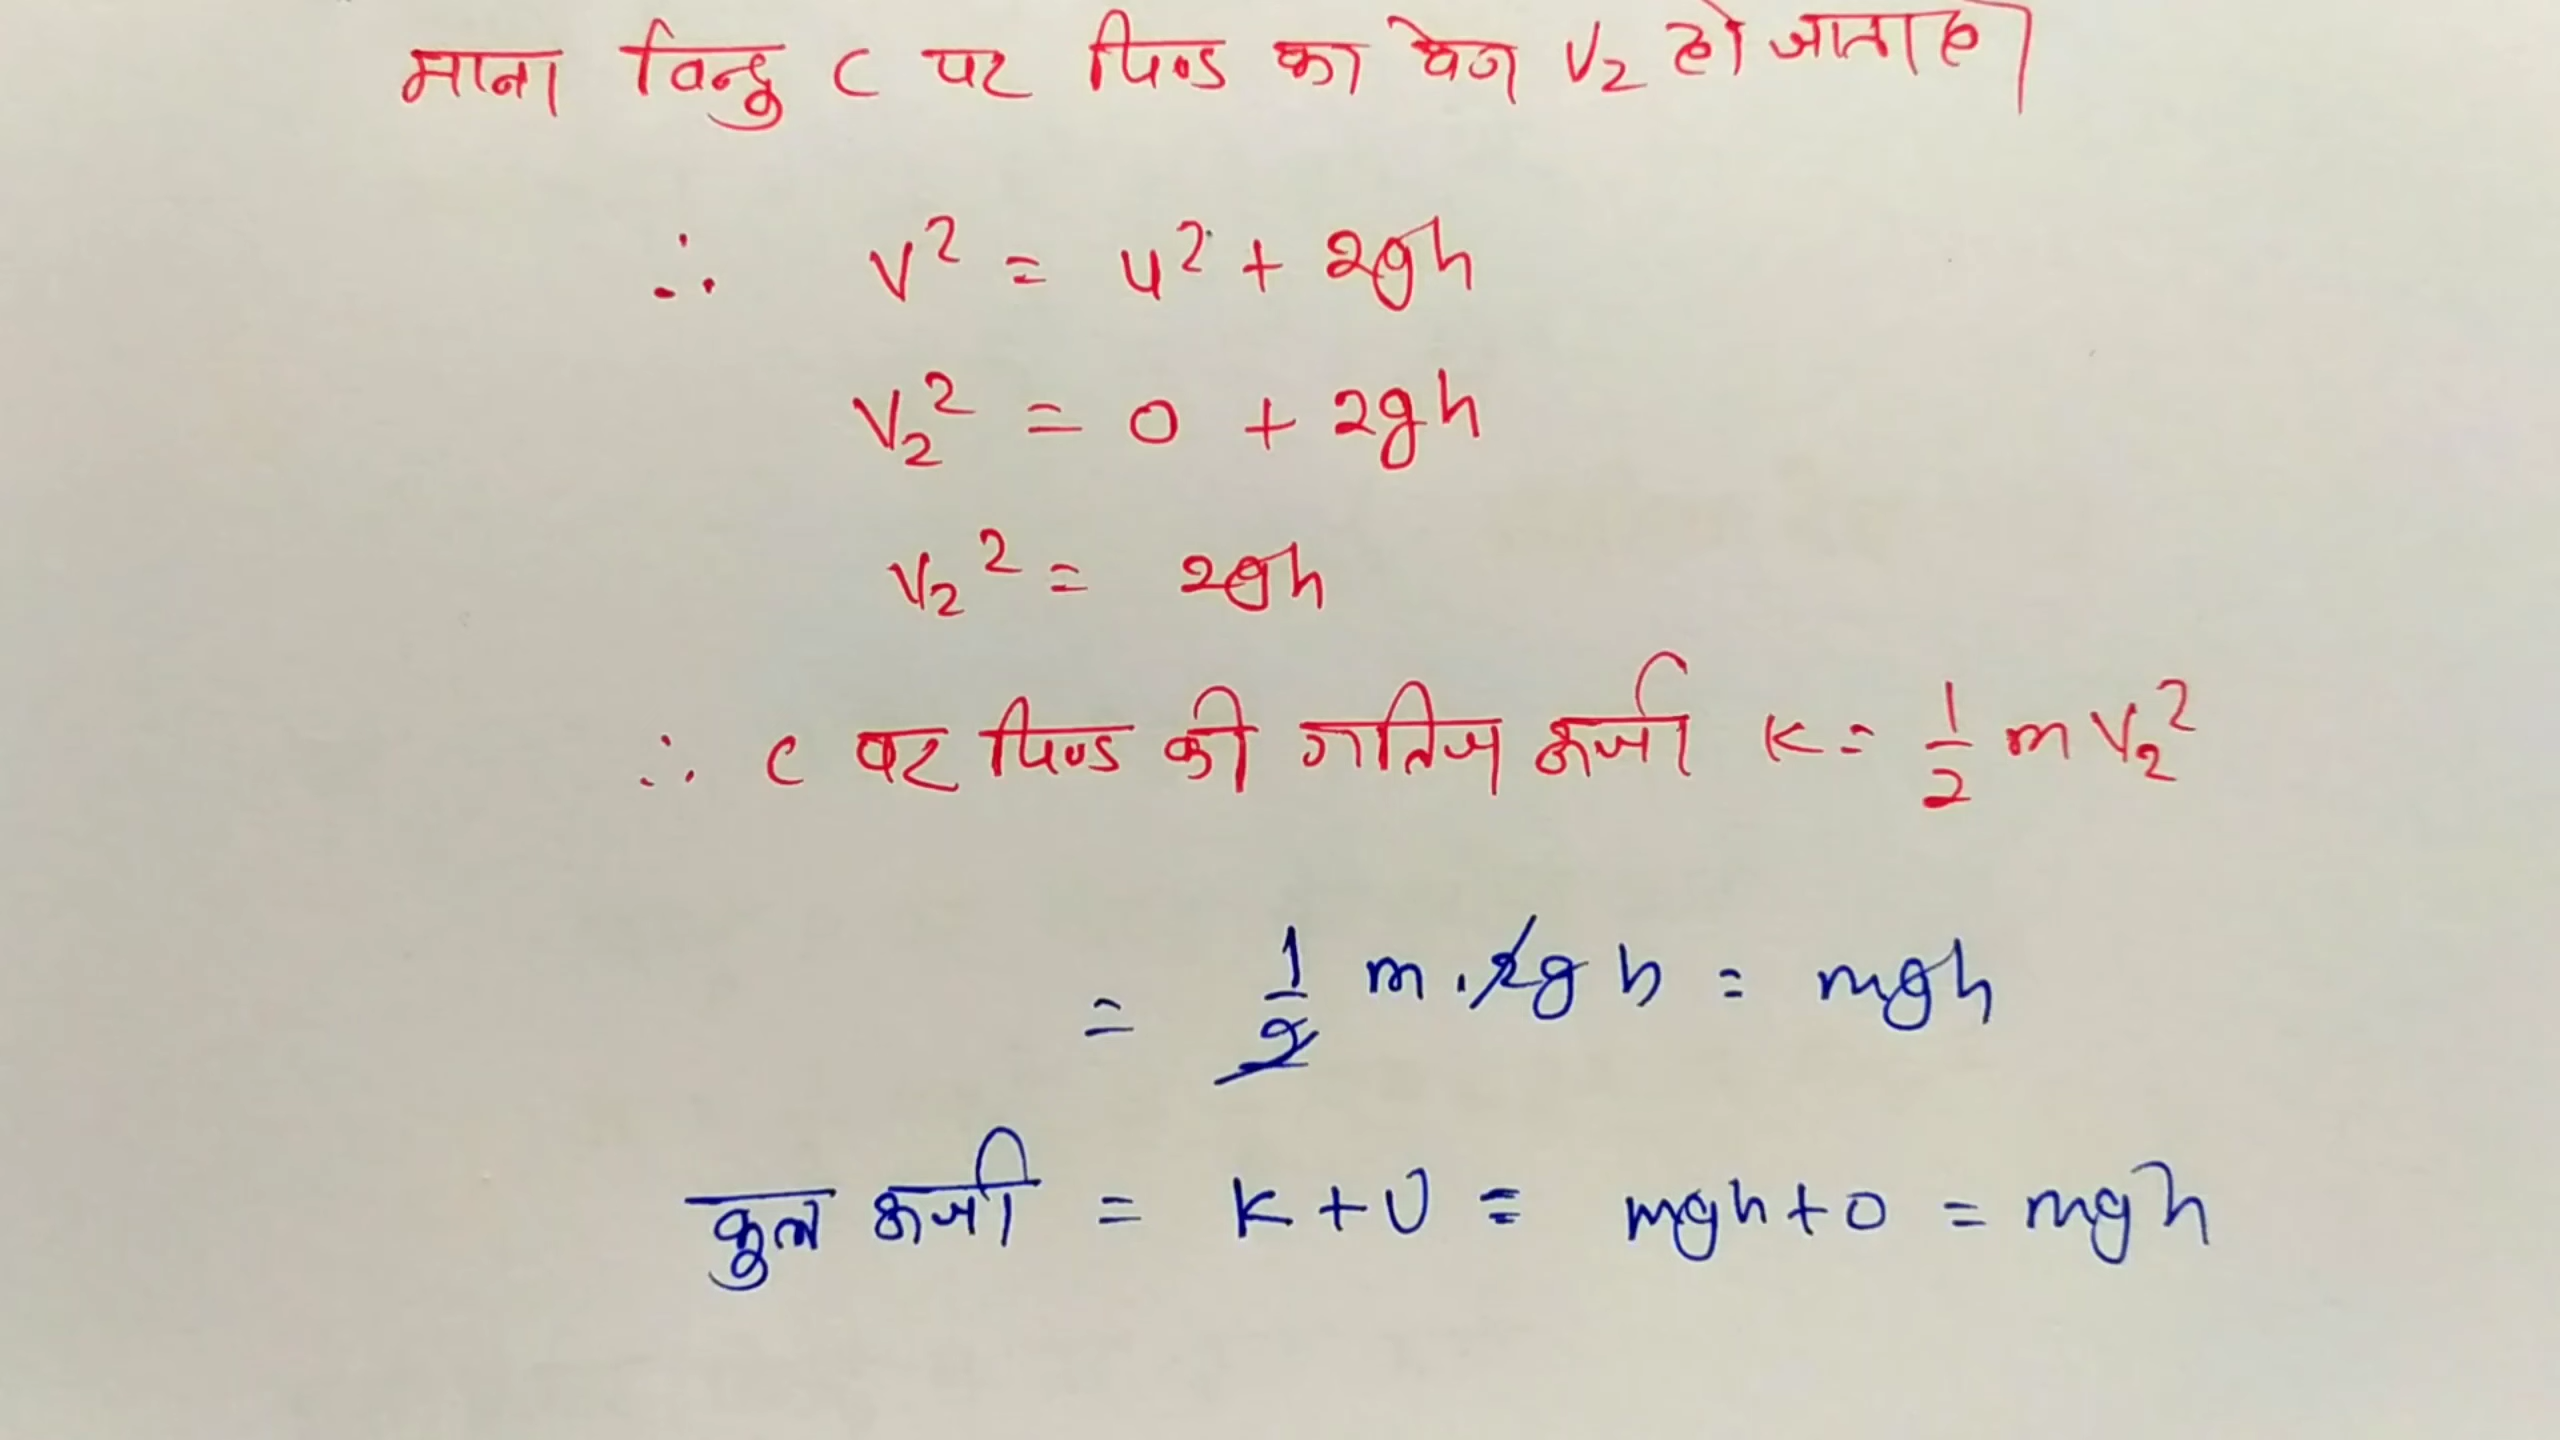 माना विन्दु C पर पिण्ड का वेग V₂ हो जाता है।
∴ V² = u² + 2gh
V₂² = 0 + 2gh
V₂² = 2gh
∴ C पर पिण्ड की गतिज ऊर्जा K = 1/2 m V₂²
= 1/2 m . 2g h = mgh
कुल ऊर्जा = K + U = mgh + 0 = mgh